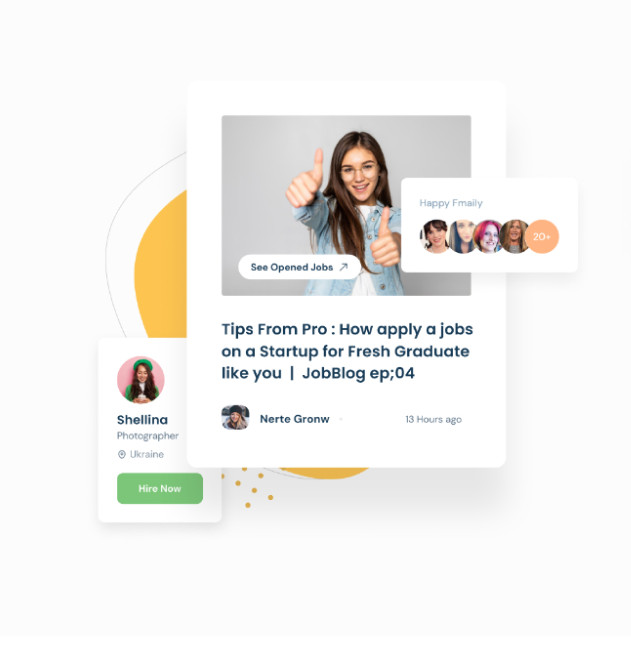 Happy Fmaily
20+
See Opened Jobs
Tips From Pro : How apply a jobs
on a Startup for Fresh Graduate
like you | JobBlog ep;04
Nerte Gronw
13 Hours ago
Shellina
Photographer
Ukraine
Hire Now